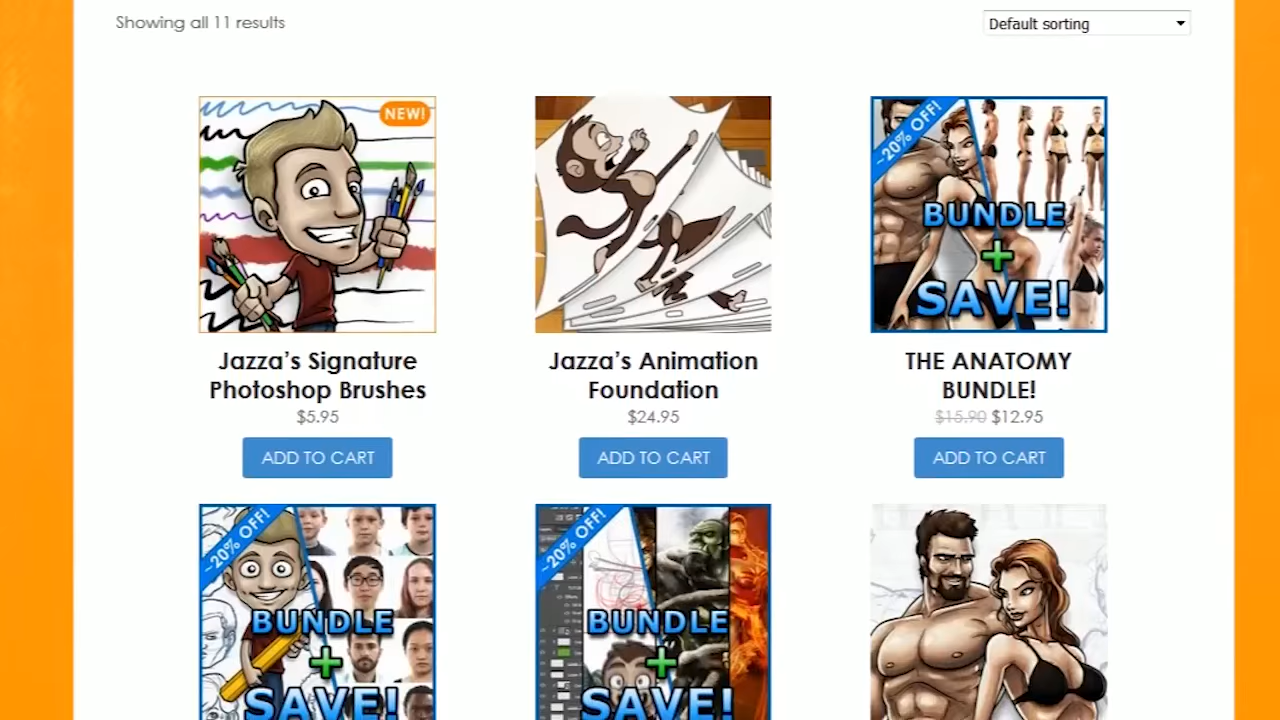 Showing all 11 results
Default sorting
NEW!
-20% OFF!
BUNDLE
+
SAVE!
Jazza's Signature
Photoshop Brushes
$5.95
ADD TO CART
Jazza's Animation
Foundation
$24.95
ADD TO CART
THE ANATOMY
BUNDLE!
$15.90 $12.95
ADD TO CART
-20% OFF!
BUNDLE
+
SAVE!
-20% OFF!
BUNDLE
+
SAVE!